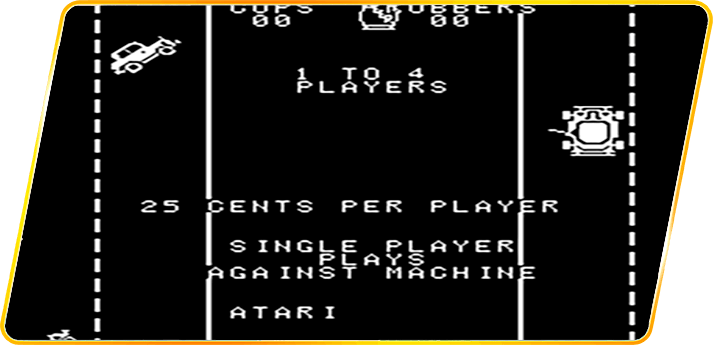 COPS N ROBBERS
00 00
1 TO 4
PLAYERS
25 CENTS PER PLAYER
SINGLE PLAYER
PLAYS
AGAINST MACHINE
ATARI